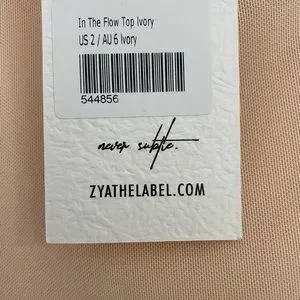 In The Flow Top Ivory
US 2 / AU 6 Ivory
544856
never subtle.
ZYATHELABEL.COM